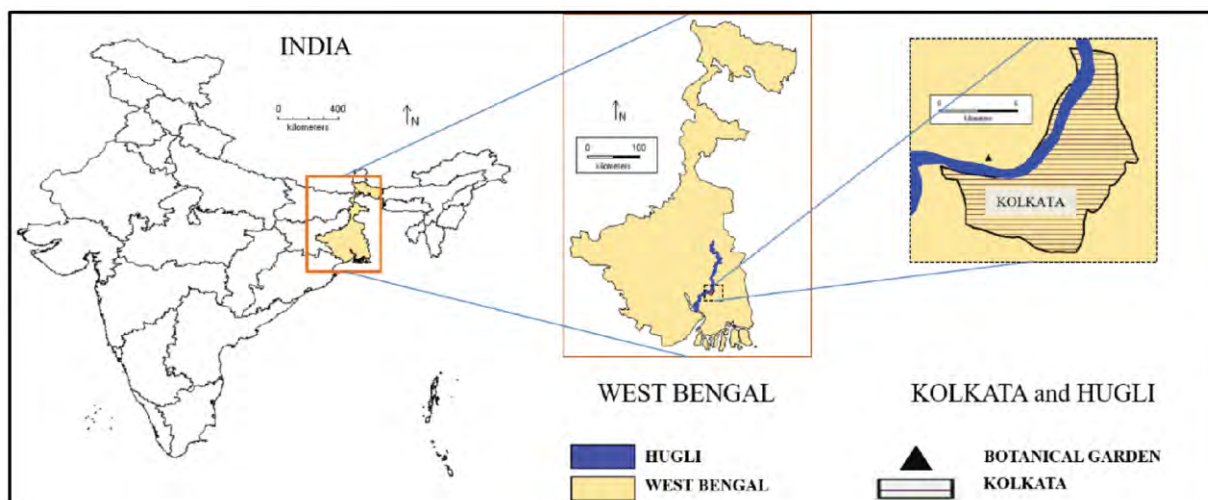 INDIA
0 400
kilometers
N
N
0 100
kilometers
KOLKATA
WEST BENGAL
KOLKATA and HUGLI
HUGLI
WEST BENGAL
BOTANICAL GARDEN
KOLKATA